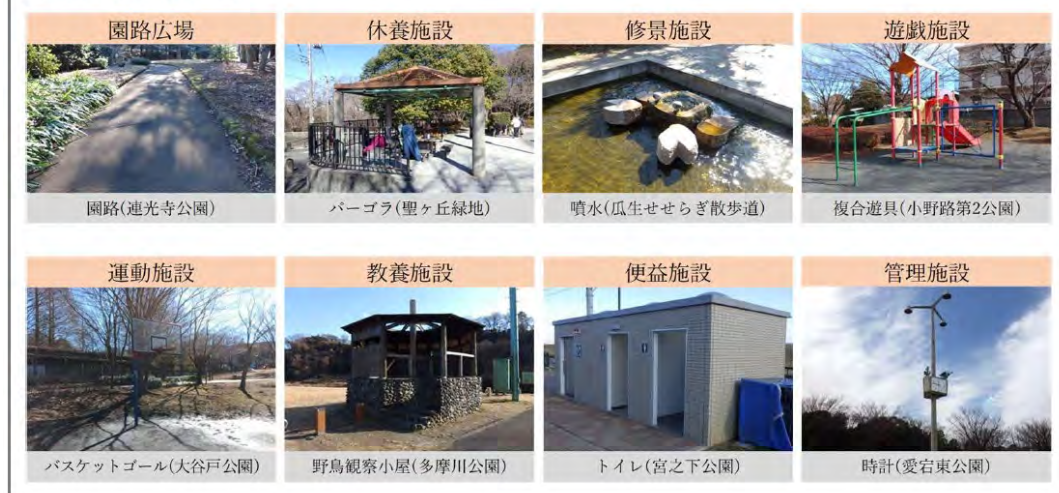 園路広場
休養施設
修景施設
遊戯施設
園路(連光寺公園)
パーゴラ(聖ヶ丘緑地)
噴水(瓜生せせらぎ散歩道)
複合遊具(小野路第2公園)
運動施設
教養施設
便益施設
管理施設
バスケットゴール(大谷戸公園)
野鳥観察小屋(多摩川公園)
トイレ(宮之下公園)
時計(愛宕東公園)